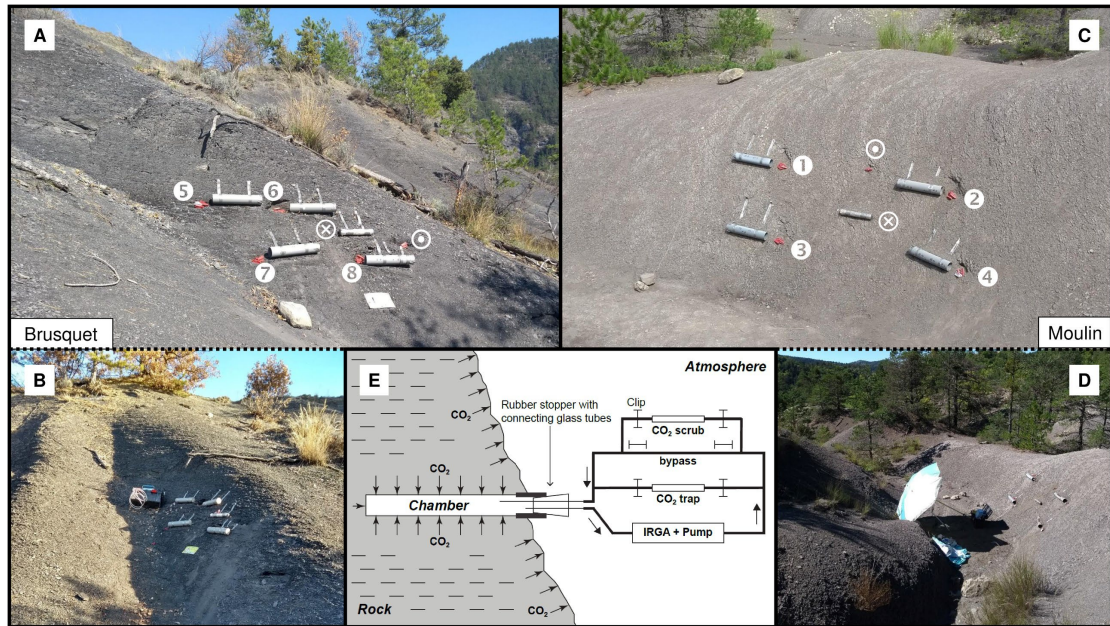 A
5
6
⊗
⊙
7
8
Brusquet
C
1
⊙
2
⊗
3
4
Moulin
B
E
Atmosphere
Rubber stopper with
connecting glass tubes
Clip
CO₂ scrub
bypass
CO₂ trap
IRGA + Pump
CO₂
CO₂
Chamber
CO₂
CO₂
Rock
D